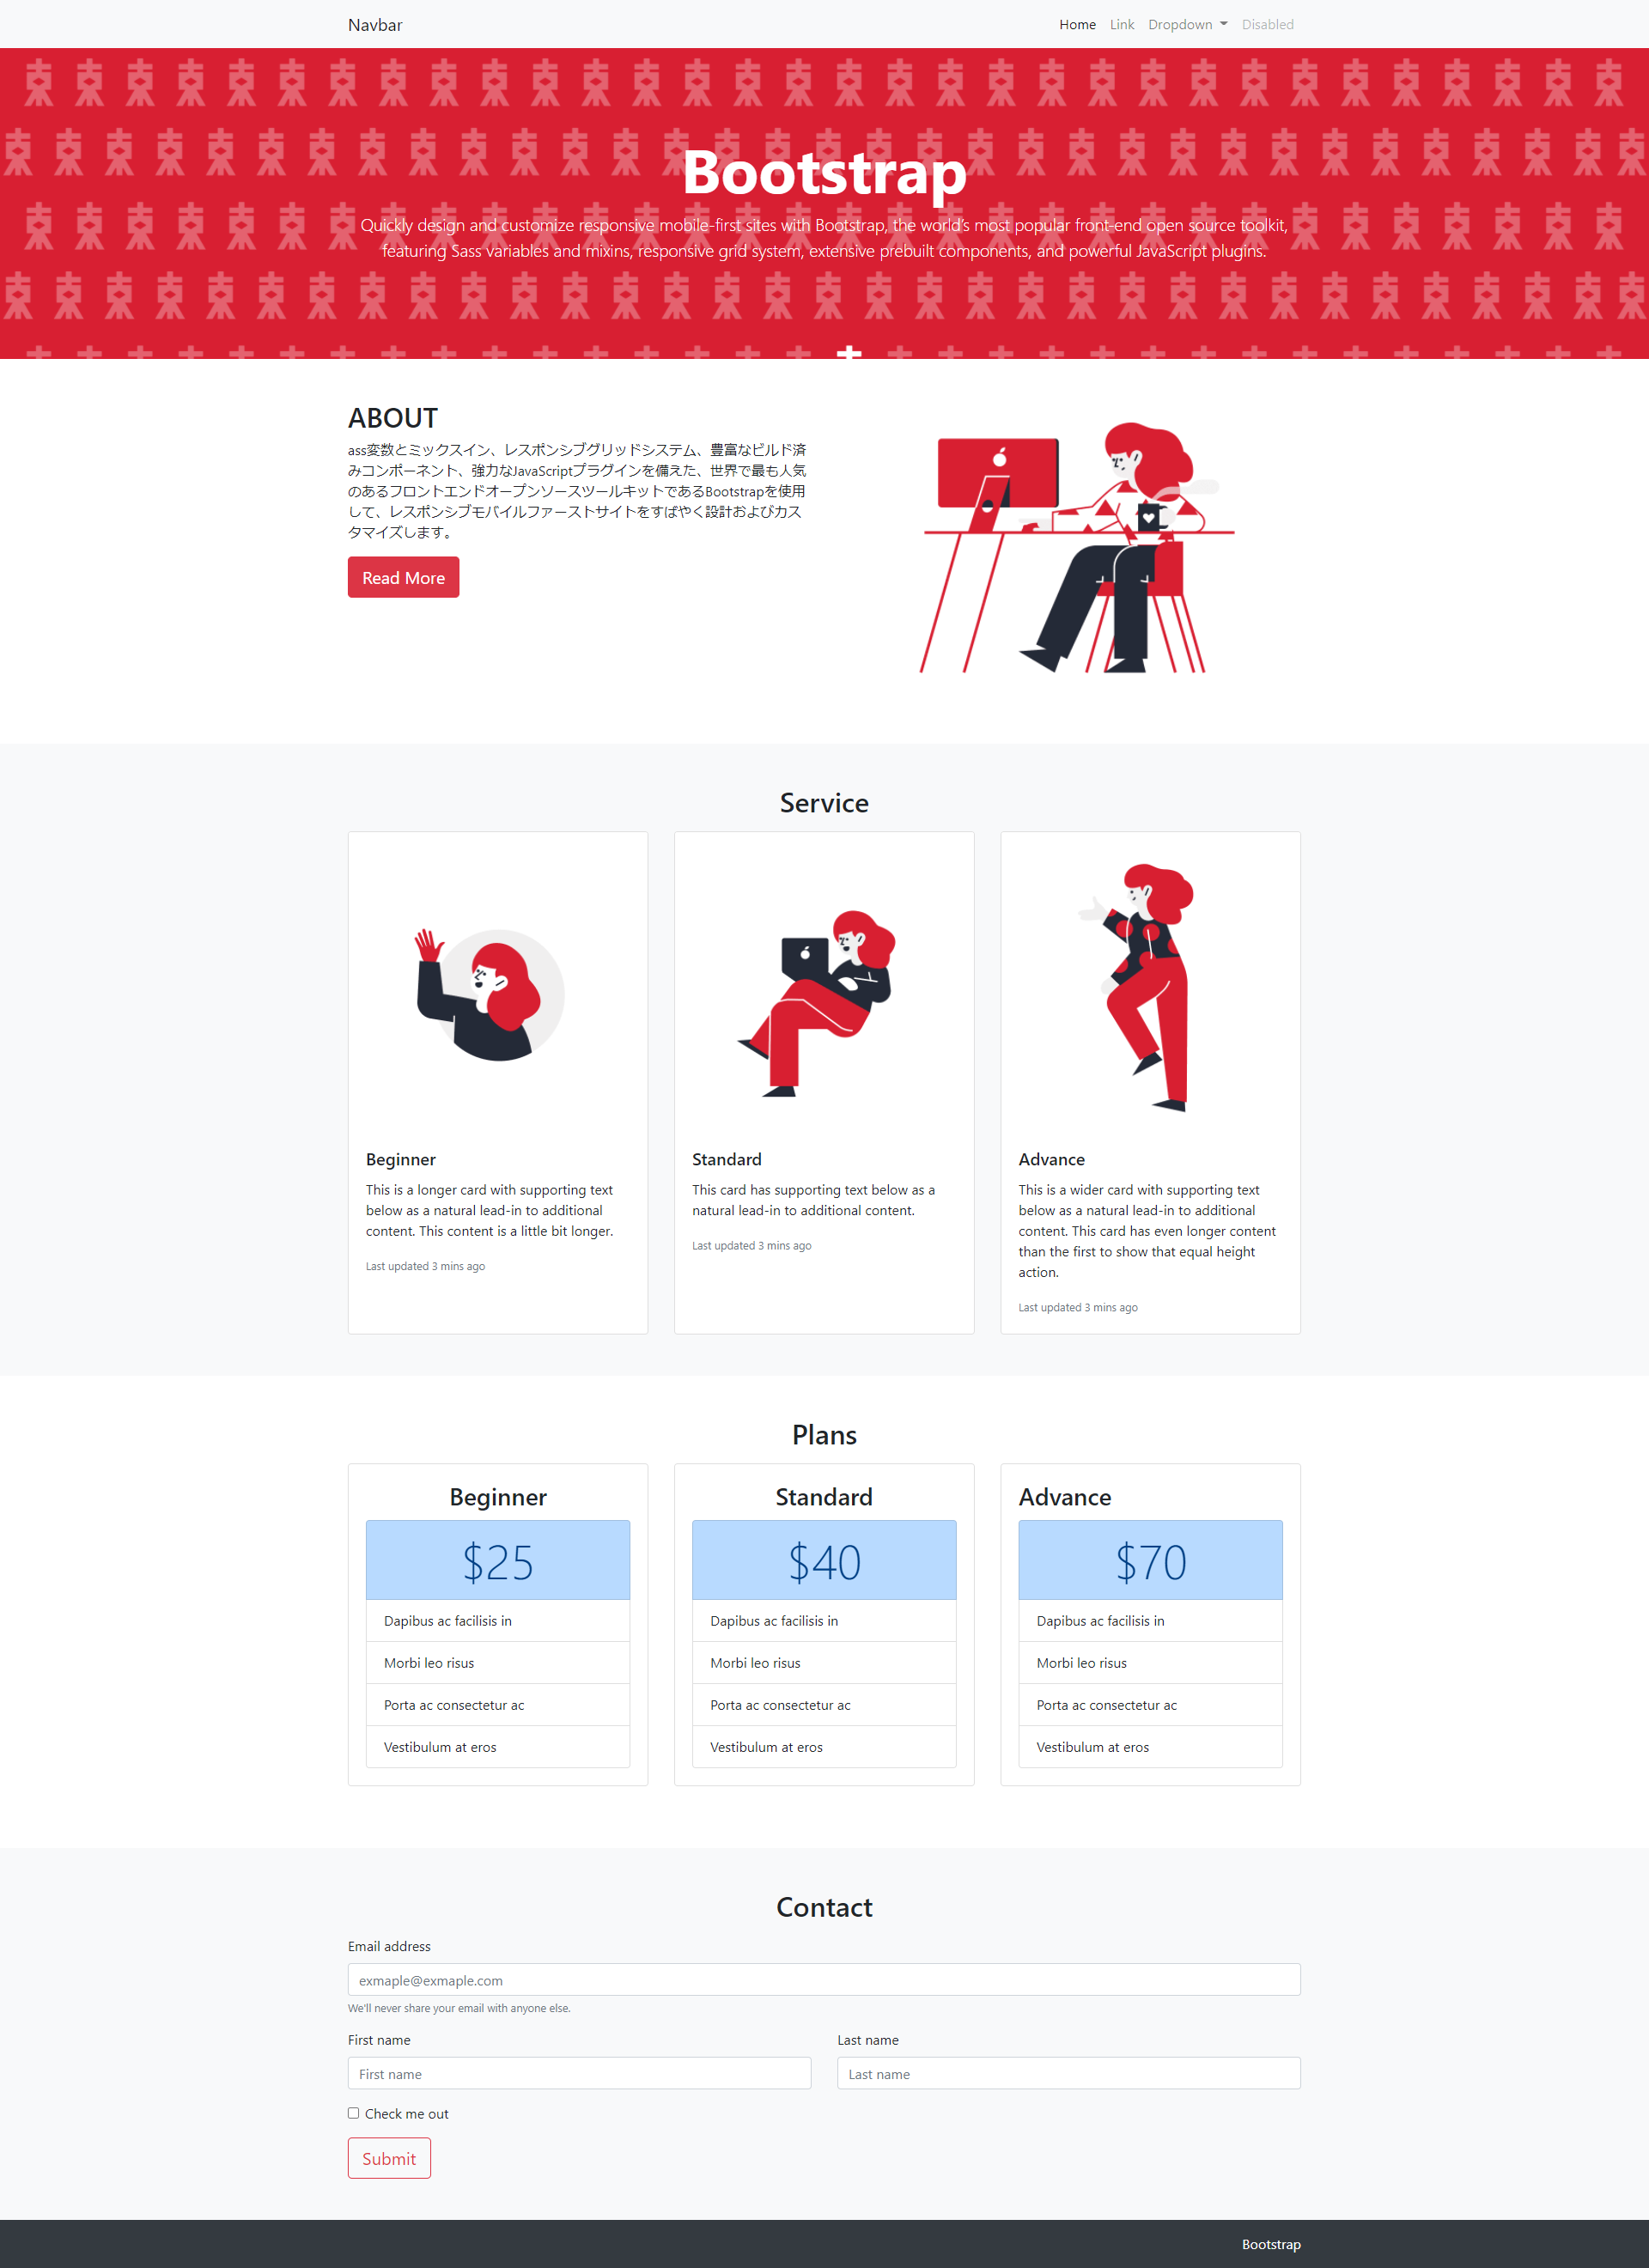 Navbar
Home Link Dropdown Disabled
Bootstrap
Quickly design and customize responsive mobile-first sites with Bootstrap, the world’s most popular front-end open source toolkit,
featuring Sass variables and mixins, responsive grid system, extensive prebuilt components, and powerful JavaScript plugins.
ABOUT
ass変数とミックスイン、レスポンシブグリッドシステム、豊富なビルド済
みコンポーネント、強力なJavaScriptプラグインを備えた、世界で最も人気
のあるフロントエンドオープンソースツールキットであるBootstrapを使用
して、レスポンシブモバイルファーストサイトをすばやく設計およびカス
タマイズします。
Read More
Service
Beginner
This is a longer card with supporting text
below as a natural lead-in to additional
content. This content is a little bit longer.
Last updated 3 mins ago
Standard
This card has supporting text below as a
natural lead-in to additional content.
Last updated 3 mins ago
Advance
This is a wider card with supporting text
below as a natural lead-in to additional
content. This card has even longer content
than the first to show that equal height
action.
Last updated 3 mins ago
Plans
Beginner
$25
Dapibus ac facilisis in
Morbi leo risus
Porta ac consectetur ac
Vestibulum at eros
Standard
$40
Dapibus ac facilisis in
Morbi leo risus
Porta ac consectetur ac
Vestibulum at eros
Advance
$70
Dapibus ac facilisis in
Morbi leo risus
Porta ac consectetur ac
Vestibulum at eros
Contact
Email address
exmaple@exmaple.com
We'll never share your email with anyone else.
First name
First name
Last name
Last name
Check me out
Submit
Bootstrap